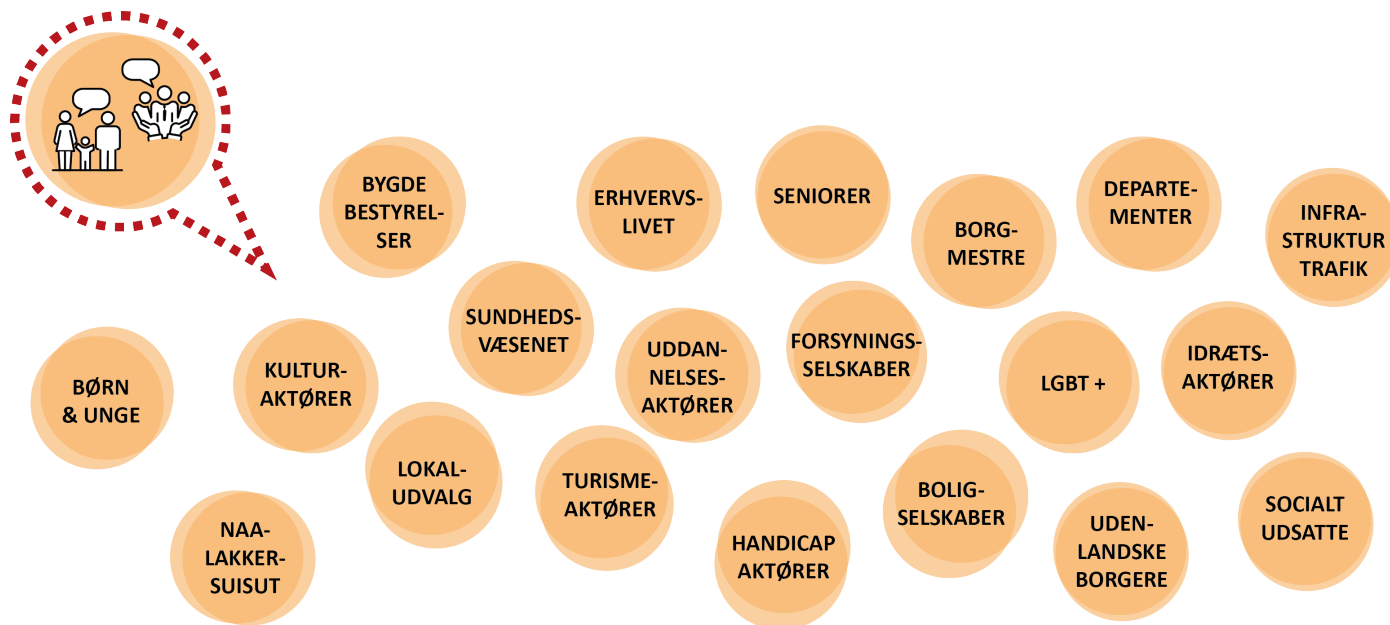 BYGDE
BESTYREL-
SER
ERHVERVS-
LIVET
SENIORER
BORG-
MESTRE
DEPARTE-
MENTER
INFRA-
STRUKTUR
TRAFIK
SUNDHEDS-
VÆSENET
UDDAN-
NELSES-
AKTØRER
FORSYNINGS-
SELSKABER
LGBT +
IDRÆTS-
AKTØRER
BØRN
& UNGE
KULTUR-
AKTØRER
LOKAL-
UDVALG
TURISME-
AKTØRER
HANDICAP
AKTØRER
BOLIG-
SELSKABER
UDEN-
LANDSKE
BORGERE
SOCIALT
UDSATTE
NAA-
LAKKER-
SUISUT